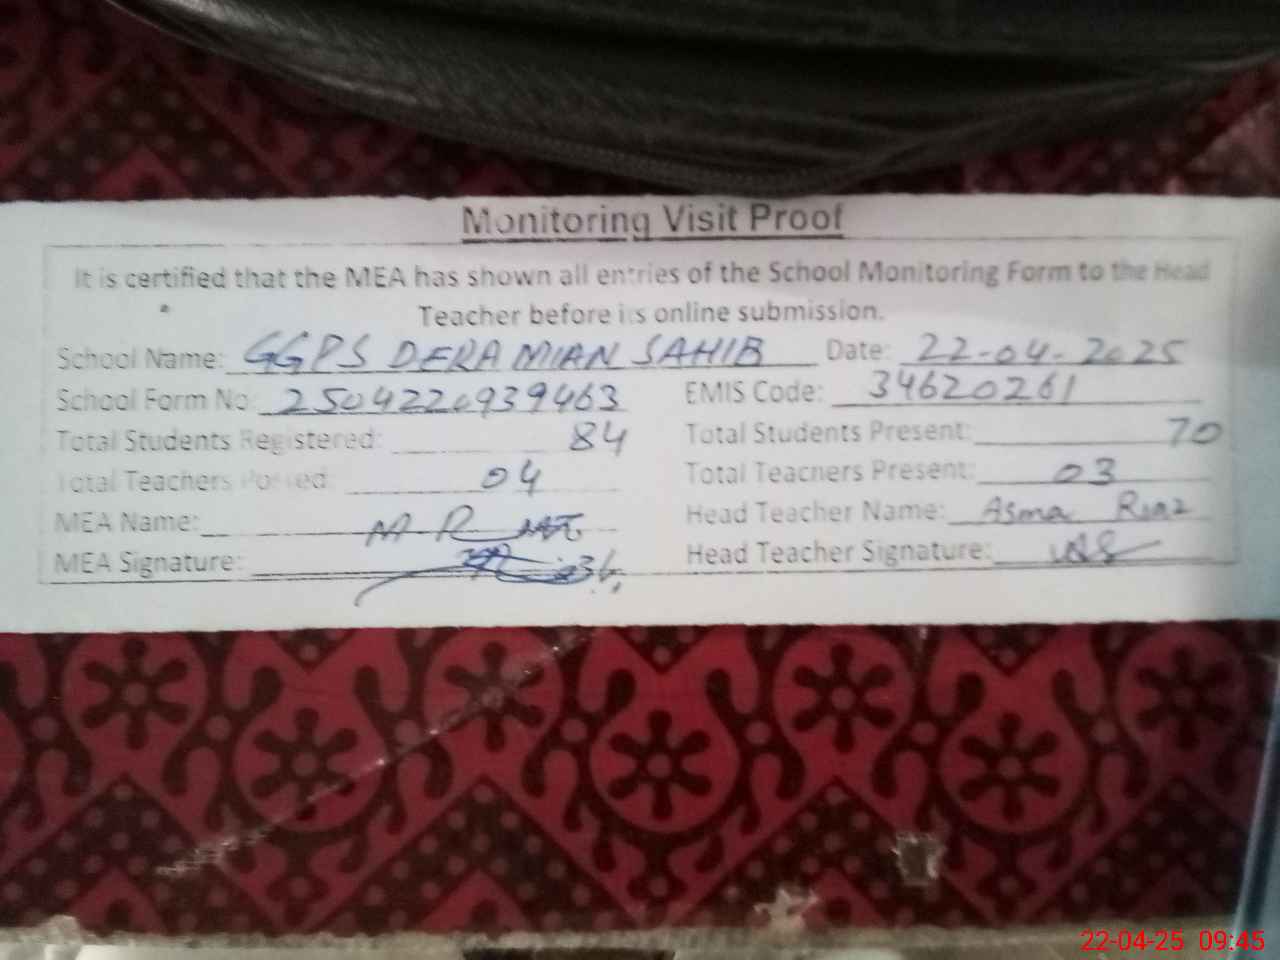 Monitoring Visit Proof
It is certified that the MEA has shown all entries of the School Monitoring Form to the Head
Teacher before its online submission.
School Name: GGPS DERA MIAN SAHIB Date: 22-04-2025
School Form No: 2504220939463 EMIS Code: 34620261
Total Students Registered: 84 Total Students Present: 70
Total Teachers Posted: 04 Total Teachers Present: 03
MEA Name: M R Head Teacher Name: Asma Riaz
MEA Signature: 36 Head Teacher Signature:
22-04-25 09:45